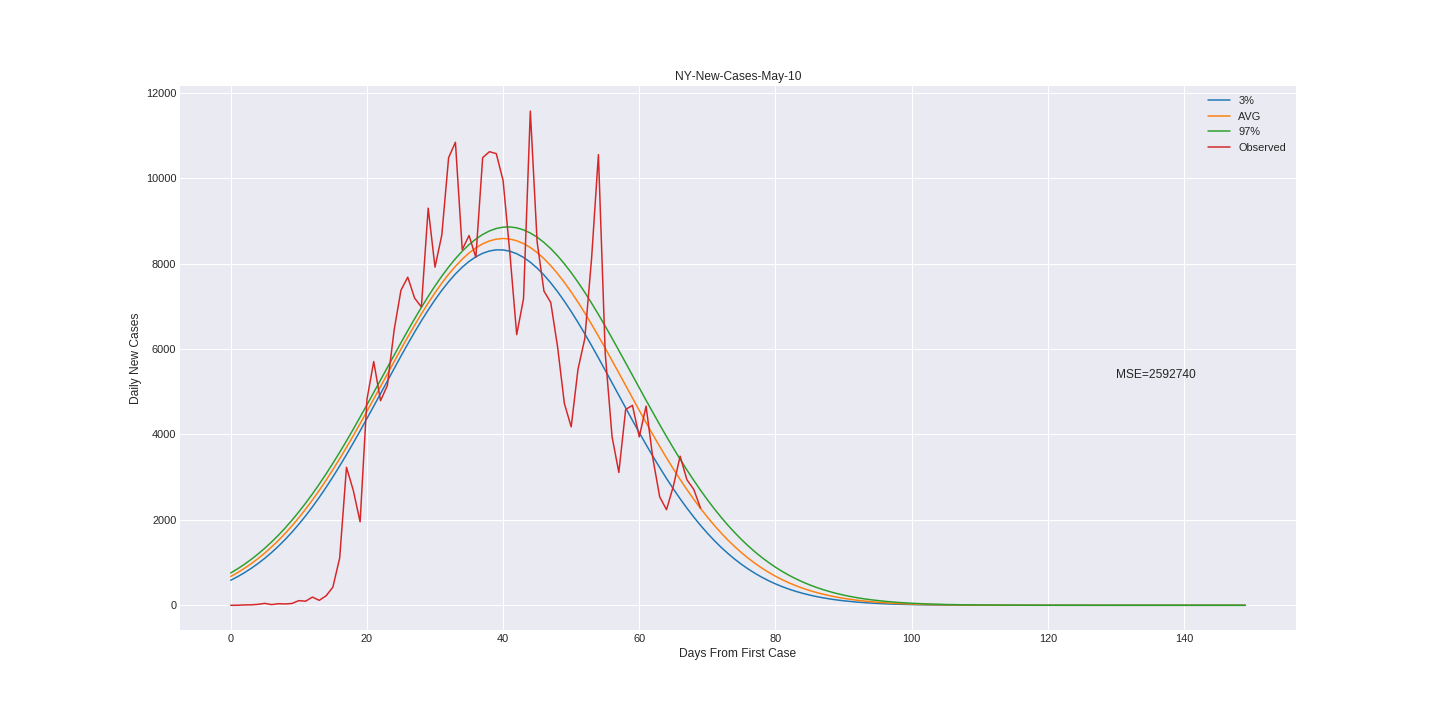 NY-New-Cases-May-10
12000
10000
8000
6000
4000
2000
0
Daily New Cases
3%
AVG
97%
Observed
MSE=2592740
0 20 40 60 80 100 120 140
Days From First Case